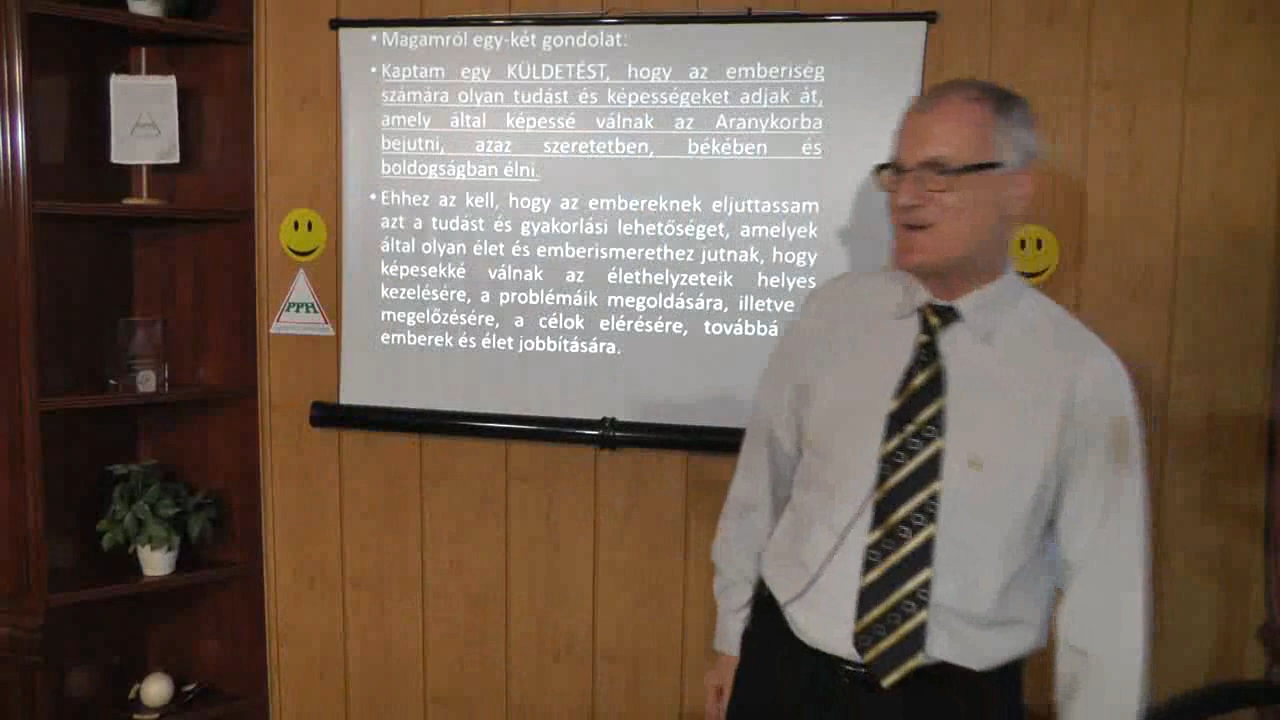 • Magamról egy-két gondolat:
• Kaptam egy KÜLDETÉST, hogy az emberiség
számára olyan tudást és képességeket adjak át,
amely által képessé válnak az Aranykorba
bejutni, azaz szeretetben, békében és
boldogságban élni.
• Ehhez az kell, hogy az embereknek eljuttassam
azt a tudást és gyakorlási lehetőséget, amelyek
által olyan élet és emberismerethez jutnak, hogy
képesekké válnak az élethelyzeteik helyes
kezelésére, a problémáik megoldására, illetve
megelőzésére, a célok elérésére, továbbá
emberek és élet jobbítására.
PPH